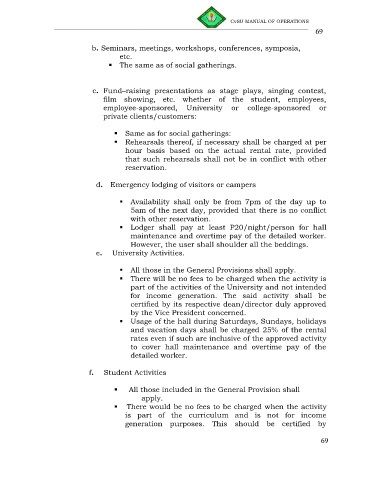 CvSU MANUAL OF OPERATIONS
69
b. Seminars, meetings, workshops, conferences, symposia,
etc.
▪ The same as of social gatherings.
c. Fund–raising presentations as stage plays, singing contest,
film showing, etc. whether of the student, employees,
employee-sponsored, University or college-sponsored or
private clients/customers:
▪ Same as for social gatherings:
▪ Rehearsals thereof, if necessary shall be charged at per
hour basis based on the actual rental rate, provided
that such rehearsals shall not be in conflict with other
reservation.
d. Emergency lodging of visitors or campers
▪ Availability shall only be from 7pm of the day up to
5am of the next day, provided that there is no conflict
with other reservation.
▪ Lodger shall pay at least P20/night/person for hall
maintenance and overtime pay of the detailed worker.
However, the user shall shoulder all the beddings.
e. University Activities.
▪ All those in the General Provisions shall apply.
▪ There will be no fees to be charged when the activity is
part of the activities of the University and not intended
for income generation. The said activity shall be
certified by its respective dean/director duly approved
by the Vice President concerned.
▪ Usage of the hall during Saturdays, Sundays, holidays
and vacation days shall be charged 25% of the rental
rates even if such are inclusive of the approved activity
to cover hall maintenance and overtime pay of the
detailed worker.
f. Student Activities
▪ All those included in the General Provision shall
apply.
▪ There would be no fees to be charged when the activity
is part of the curriculum and is not for income
generation purposes. This should be certified by
69